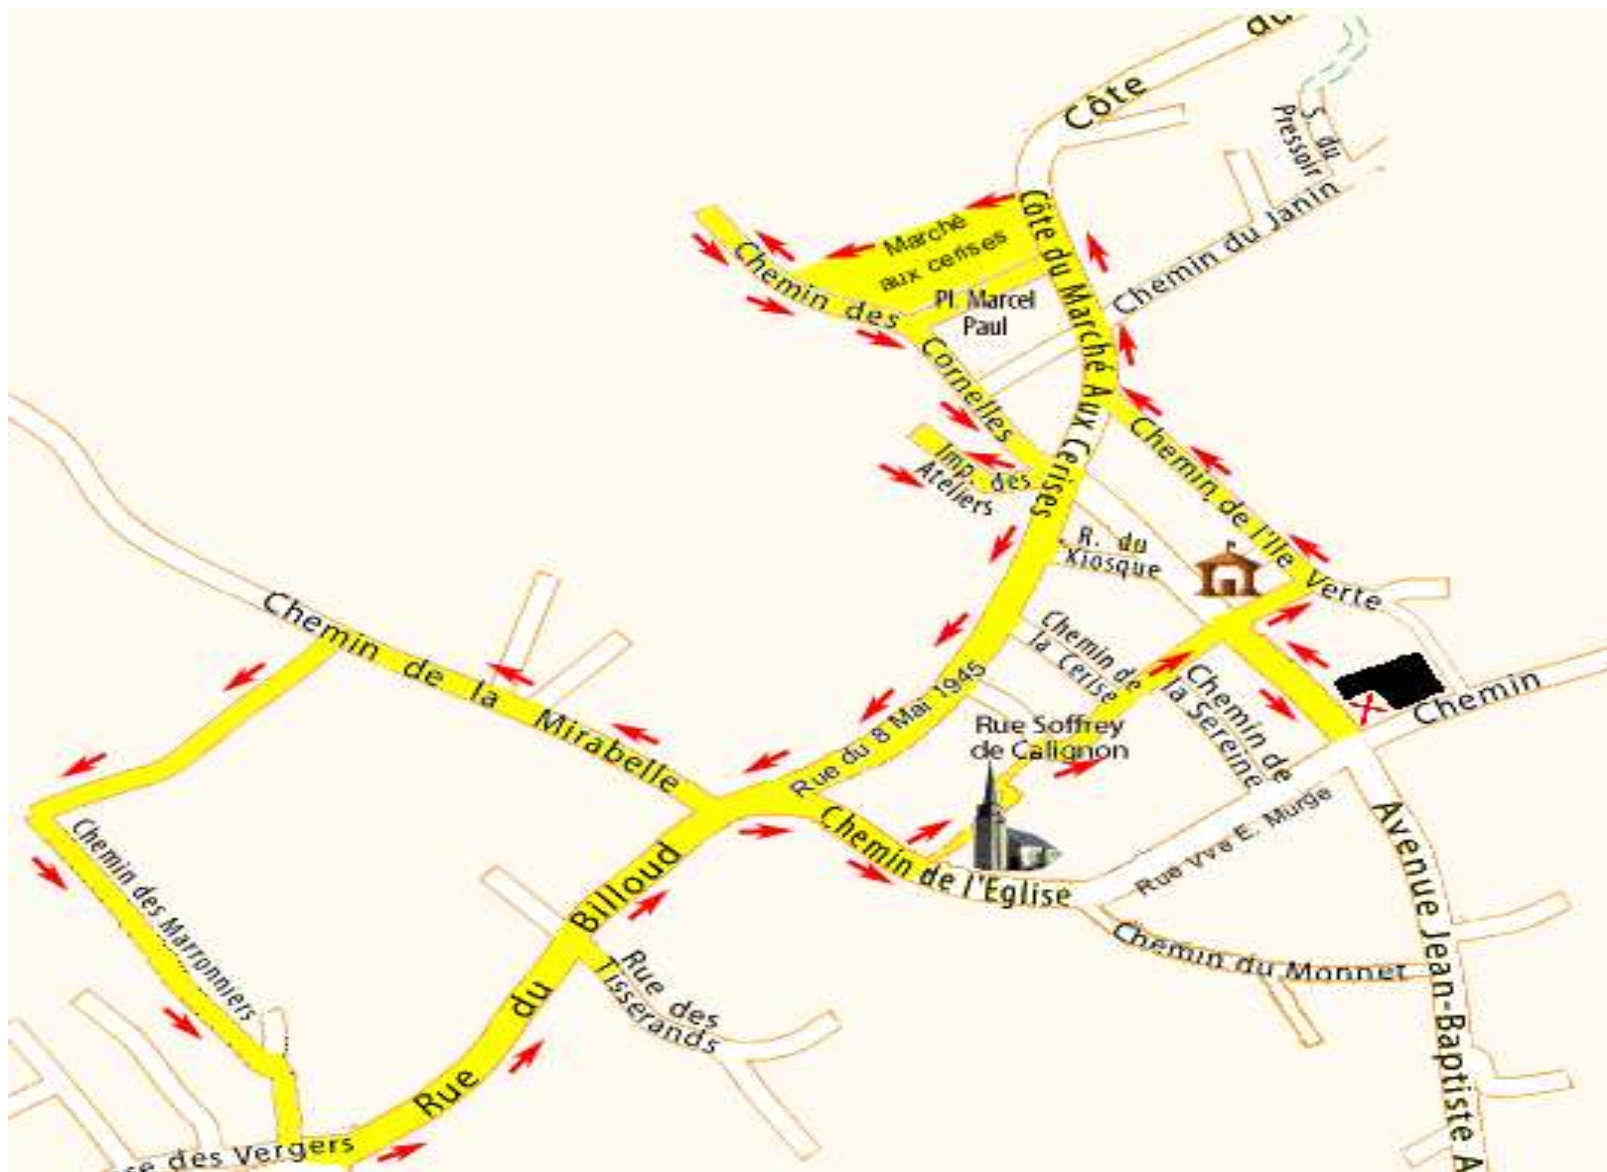 Côte
du
S. du
Pressoir
Chemin du Janin
Marché
aux cerises
Côte du Marché Aux Cerises
Pl. Marcel
Paul
Chemin des
Cornelles
Imp. des
Ateliers
Chemin de l'Ile Verte
R. du
Kiosque
Chemin de
la Cerise
Chemin de
la Sereine
Chemin
Chemin de la Mirabelle
Rue du 8 Mai 1945
Rue Soffrey
de Calignon
Chemin de l'Eglise
Rue Vve E. Murge
Avenue Jean-Baptiste A
Chemin du Monnet
Chemin des Marronniers
Rue du Billoud
Rue des
Tisserands
se des Vergers